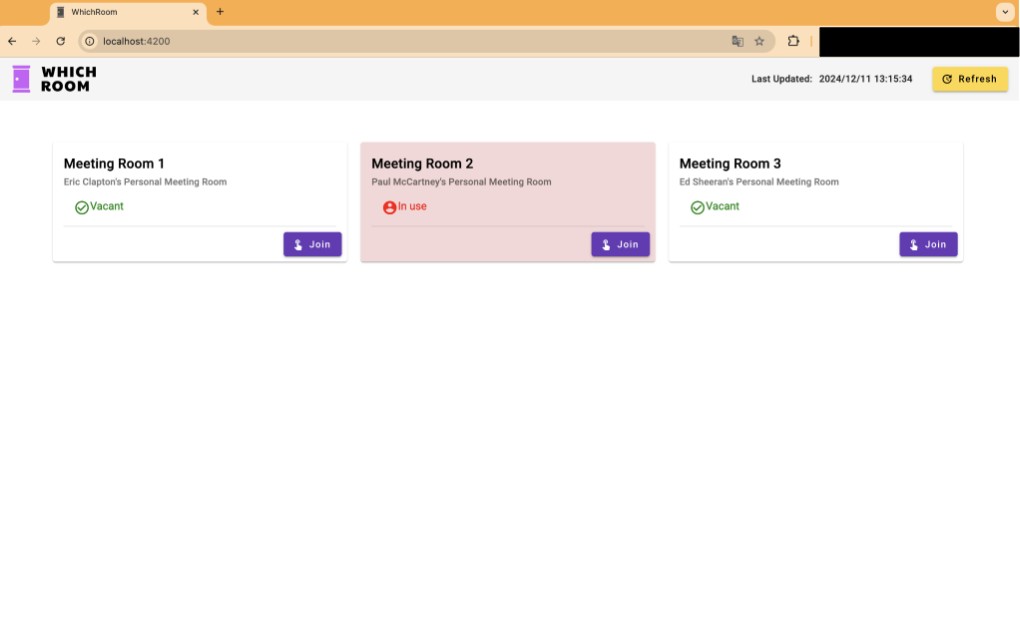 WhichRoom
localhost:4200
WHICH
ROOM
Last Updated: 2024/12/11 13:15:34
Refresh
Meeting Room 1
Eric Clapton's Personal Meeting Room
Vacant
Join
Meeting Room 2
Paul McCartney's Personal Meeting Room
In use
Join
Meeting Room 3
Ed Sheeran's Personal Meeting Room
Vacant
Join